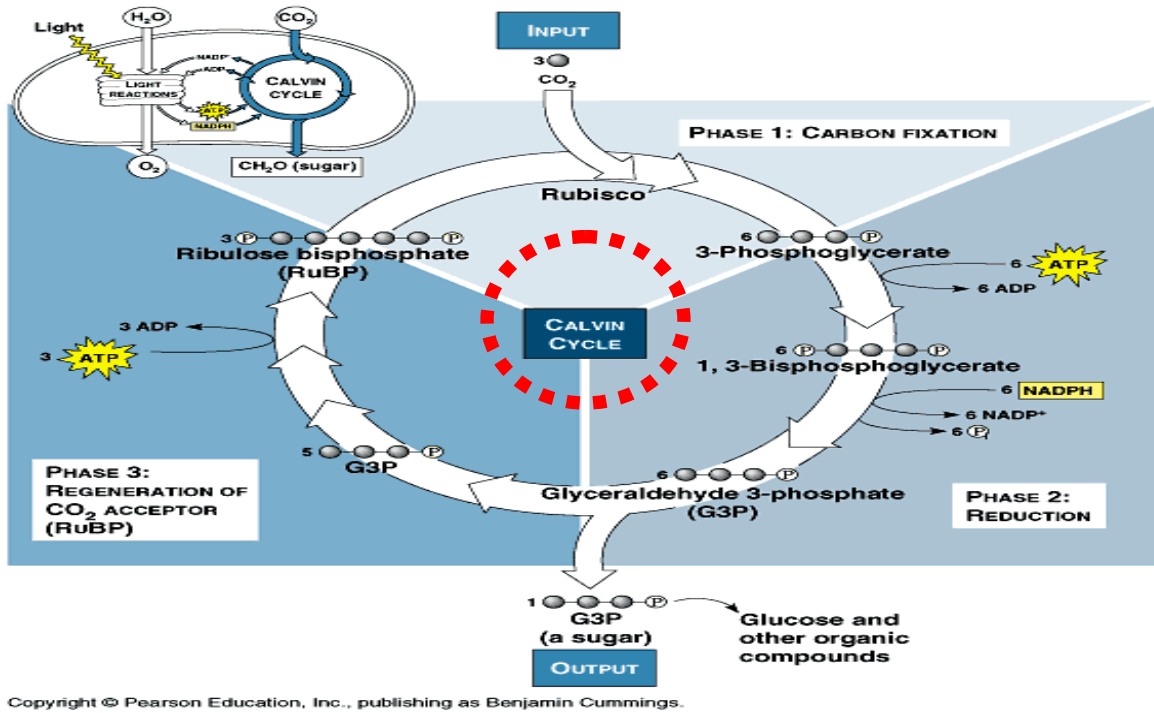 H2O
CO2
Light
NADP+
ADP
LIGHT
REACTIONS
CALVIN
CYCLE
ATP
NADPH
O2
CH2O (sugar)
INPUT
3
CO2
PHASE 1: CARBON FIXATION
Rubisco
3 P P
Ribulose bisphosphate
(RuBP)
6 P
3-Phosphoglycerate
6 ATP
6 ADP
CALVIN
CYCLE
3 ADP
3 ATP
6 P P
1, 3-Bisphosphoglycerate
6 NADPH
6 NADP+
6 P
5 P
G3P
6 P
Glyceraldehyde 3-phosphate
(G3P)
PHASE 3:
REGENERATION OF
CO2 ACCEPTOR
(RuBP)
PHASE 2:
REDUCTION
1 P
G3P
(a sugar)
Glucose and
other organic
compounds
OUTPUT
Copyright © Pearson Education, Inc., publishing as Benjamin Cummings.